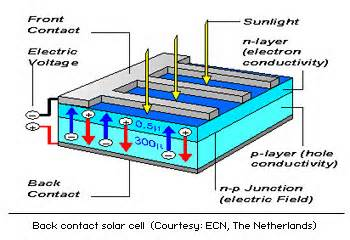 Front
Contact
Sunlight
Electric
Voltage
n-layer
(electron
conductivity)
0.5µ
300µ
p-layer (hole
conductivity)
Back
Contact
n-p Junction
(electric Field)
Back contact solar cell (Courtesy: ECN, The Netherlands)